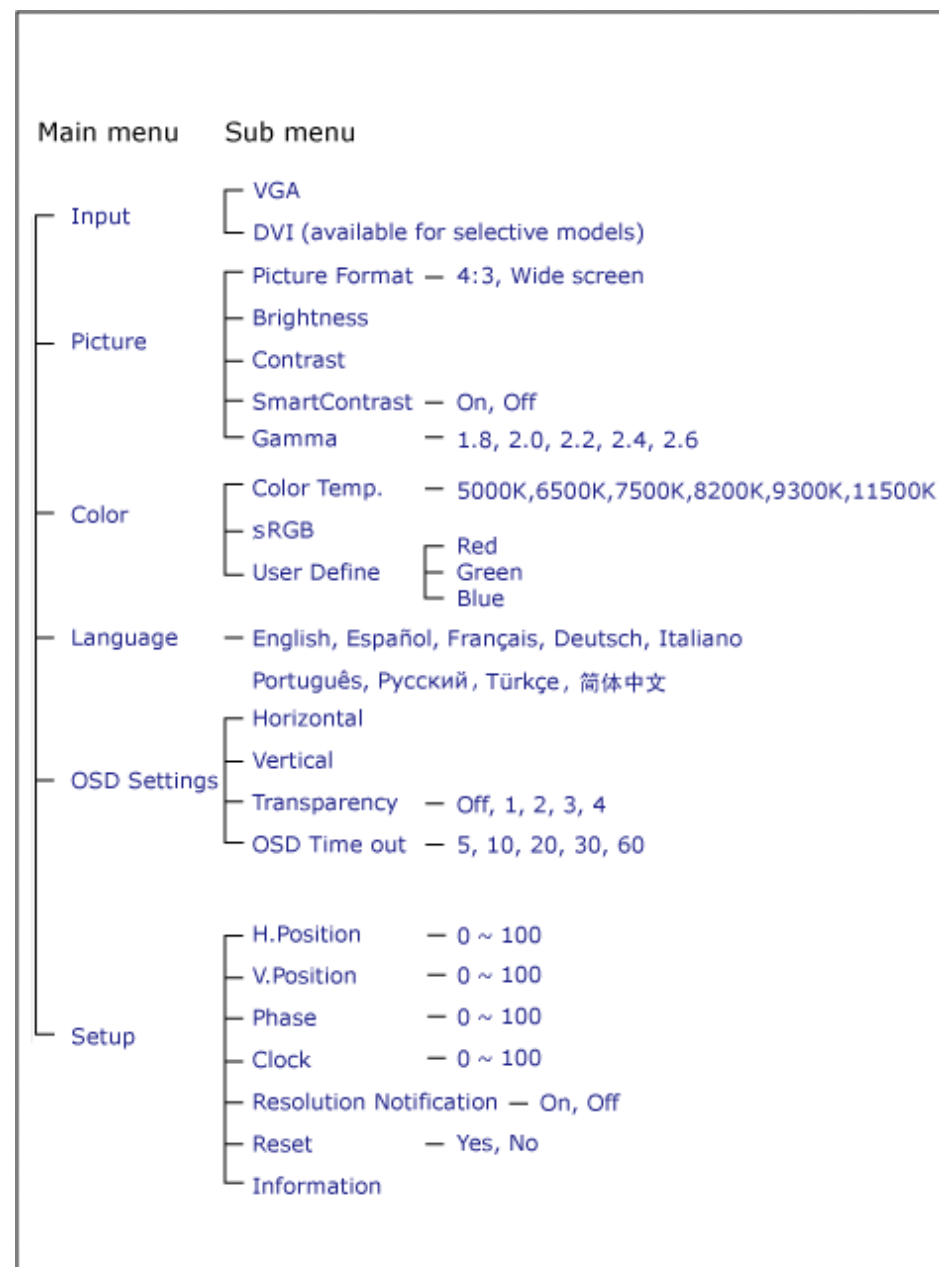 Main menu Sub menu
VGA
Input
DVI (available for selective models)
Picture Format — 4:3, Wide screen
Brightness
Picture
Contrast
SmartContrast — On, Off
Gamma — 1.8, 2.0, 2.2, 2.4, 2.6
Color Temp. — 5000K,6500K,7500K,8200K,9300K,11500K
Color
sRGB
Red
User Define Green
Blue
Language — English, Español, Français, Deutsch, Italiano
Português, Русский, Türkçe, 简体中文
Horizontal
Vertical
OSD Settings
Transparency — Off, 1, 2, 3, 4
OSD Time out — 5, 10, 20, 30, 60
H.Position — 0 ~ 100
V.Position — 0 ~ 100
Phase — 0 ~ 100
Setup
Clock — 0 ~ 100
Resolution Notification — On, Off
Reset — Yes, No
Information